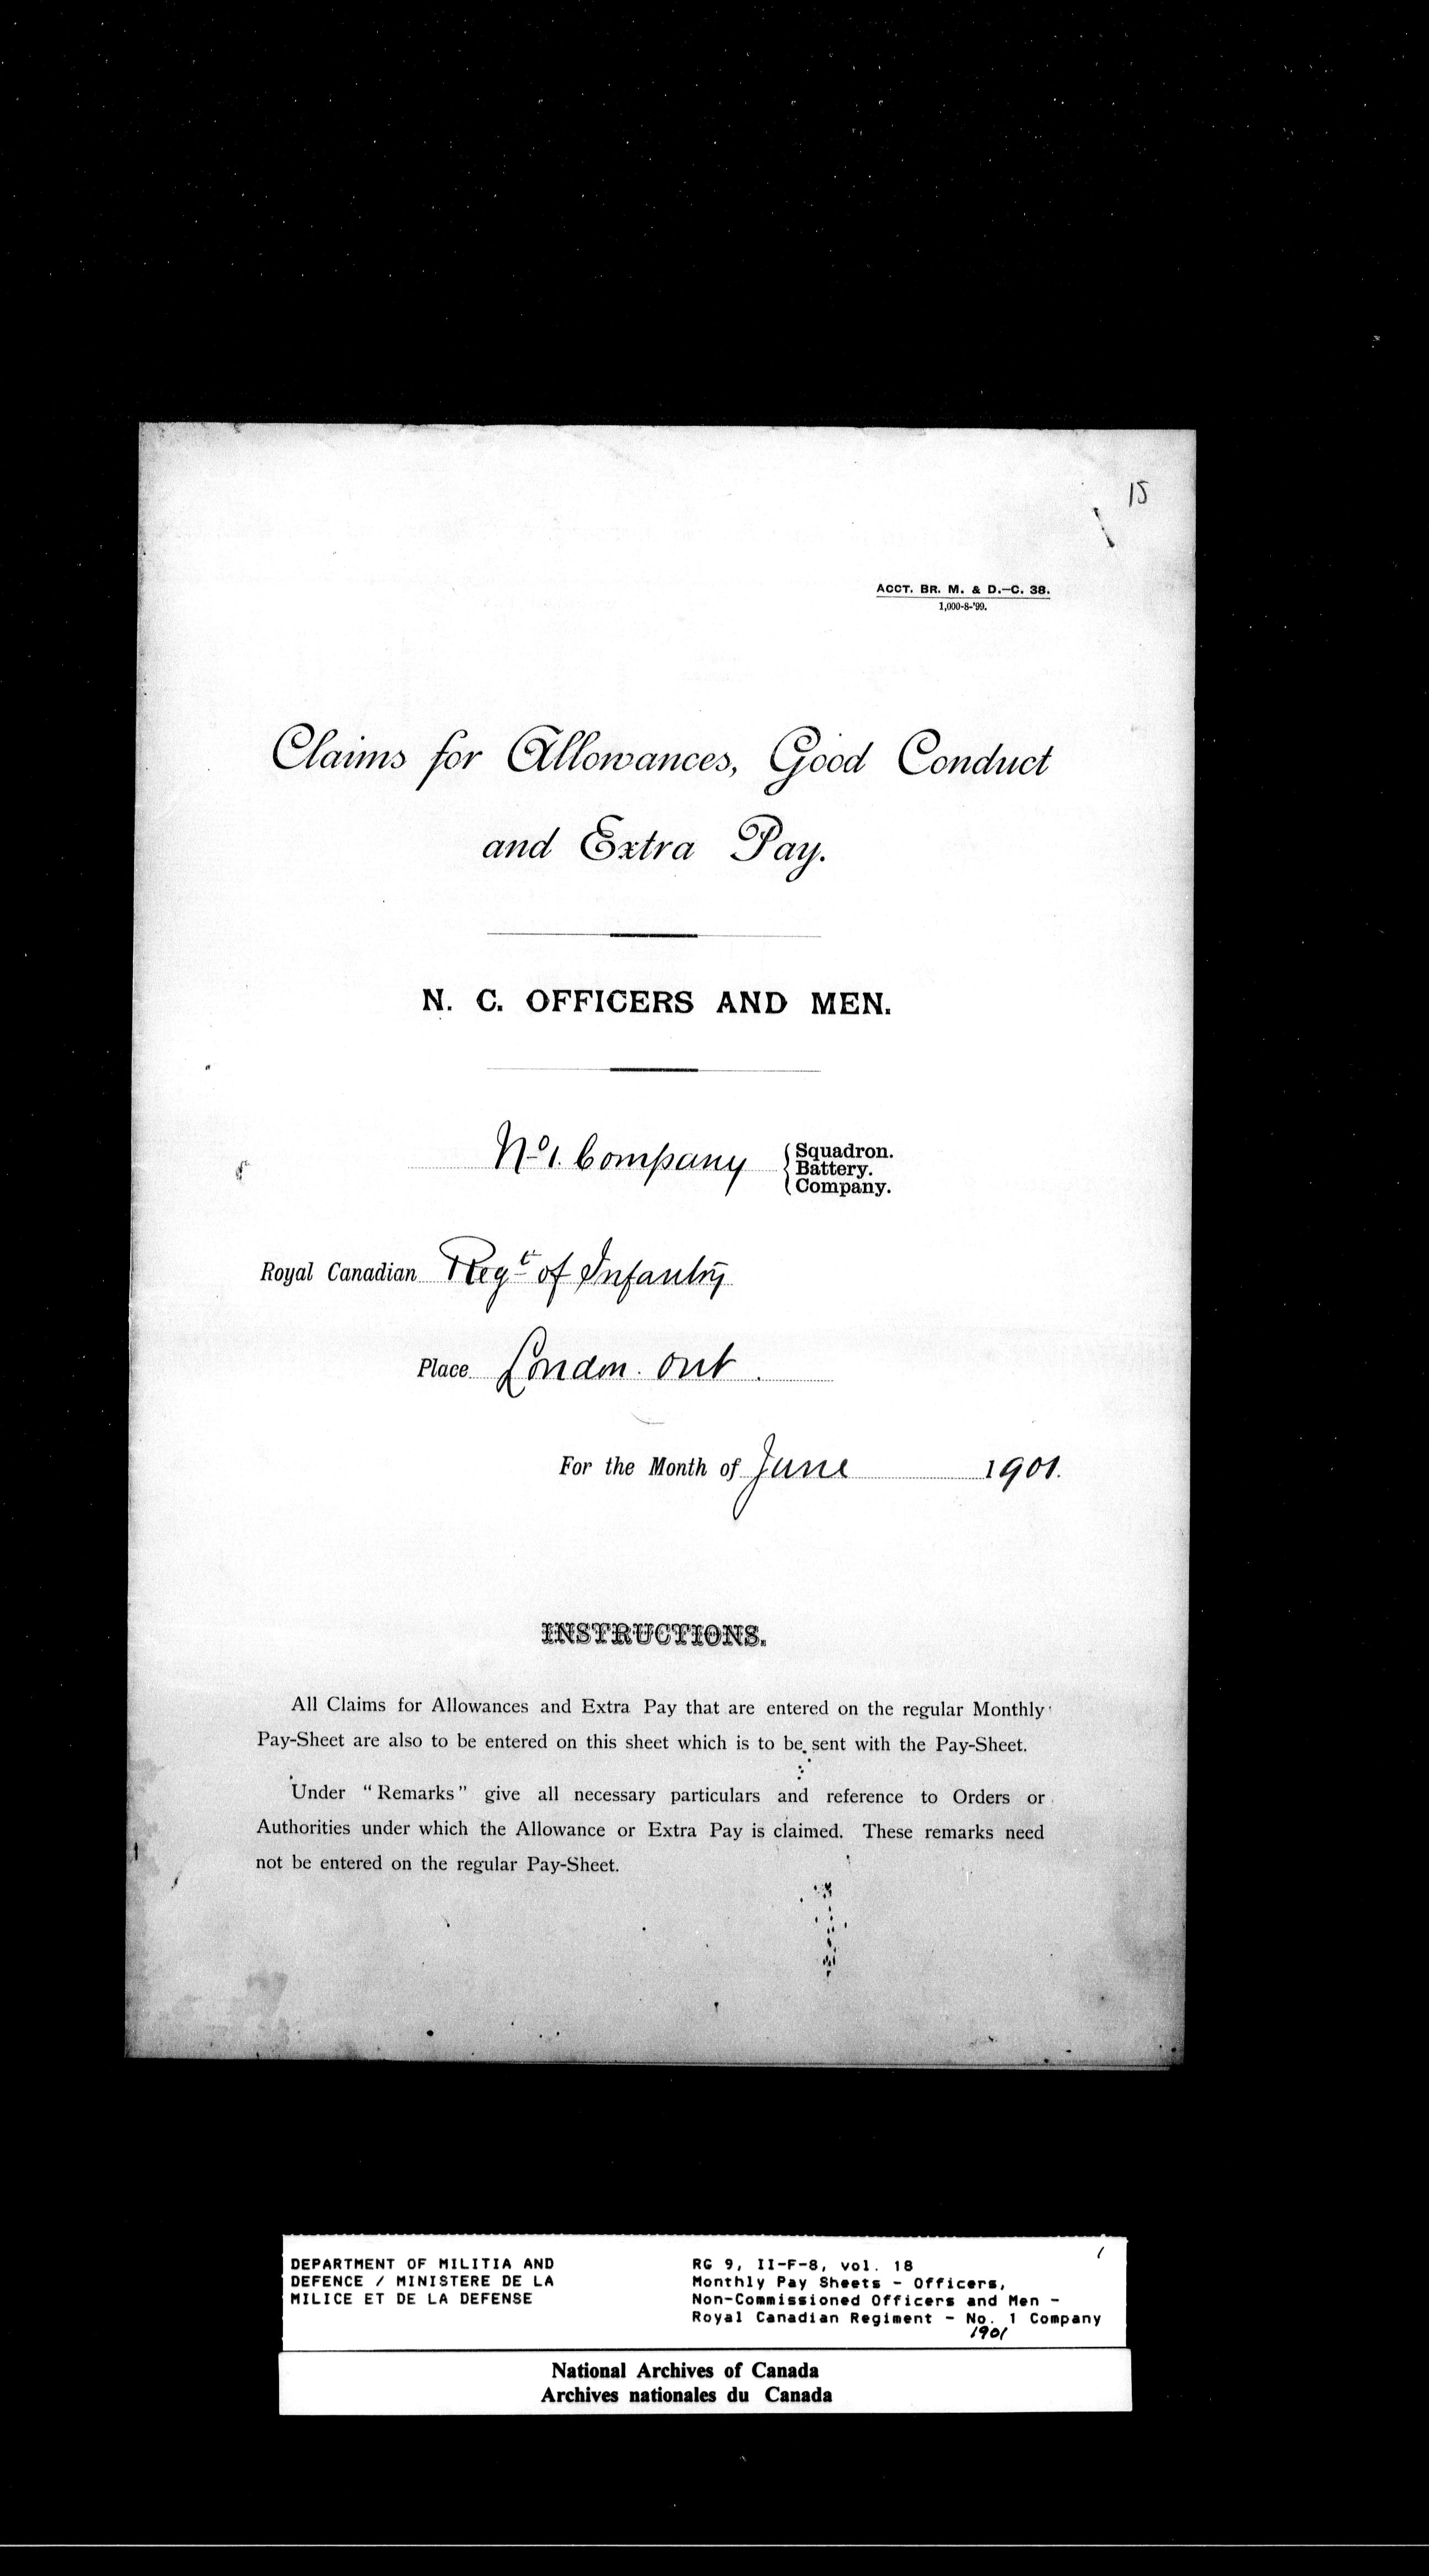 15
ACCT. BR. M. & D.—C. 38.
1,000-8-'99.
Claims for Allowances, Good Conduct
and Extra Pay.
N. C. OFFICERS AND MEN.
No 1. Company { Squadron.
Battery.
Company.
Royal Canadian Regt of Infantry
Place London. Ont.
For the Month of June 1901.
INSTRUCTIONS.
All Claims for Allowances and Extra Pay that are entered on the regular Monthly
Pay-Sheet are also to be entered on this sheet which is to be sent with the Pay-Sheet.
Under "Remarks" give all necessary particulars and reference to Orders or
Authorities under which the Allowance or Extra Pay is claimed. These remarks need
not be entered on the regular Pay-Sheet.
DEPARTMENT OF MILITIA AND
DEFENCE / MINISTERE DE LA
MILICE ET DE LA DEFENSE
RG 9, II-F-8, vol. 18
Monthly Pay Sheets - Officers,
Non-Commissioned Officers and Men -
Royal Canadian Regiment - No. 1 Company
1901
National Archives of Canada
Archives nationales du Canada